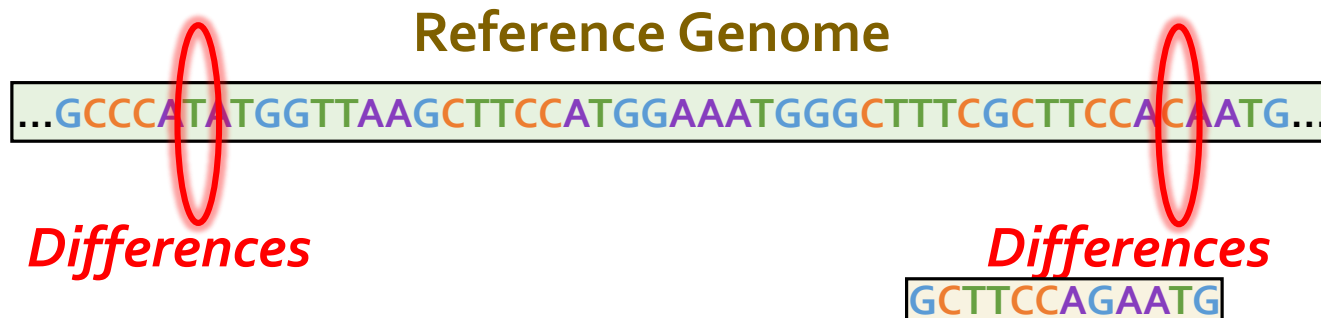 Reference Genome
...GCCCATATGGTTAAGCTTCCATGGAAATGGGCTTTCGCTTCCACAATG...
Differences Differences
GCTTCCAGAATG